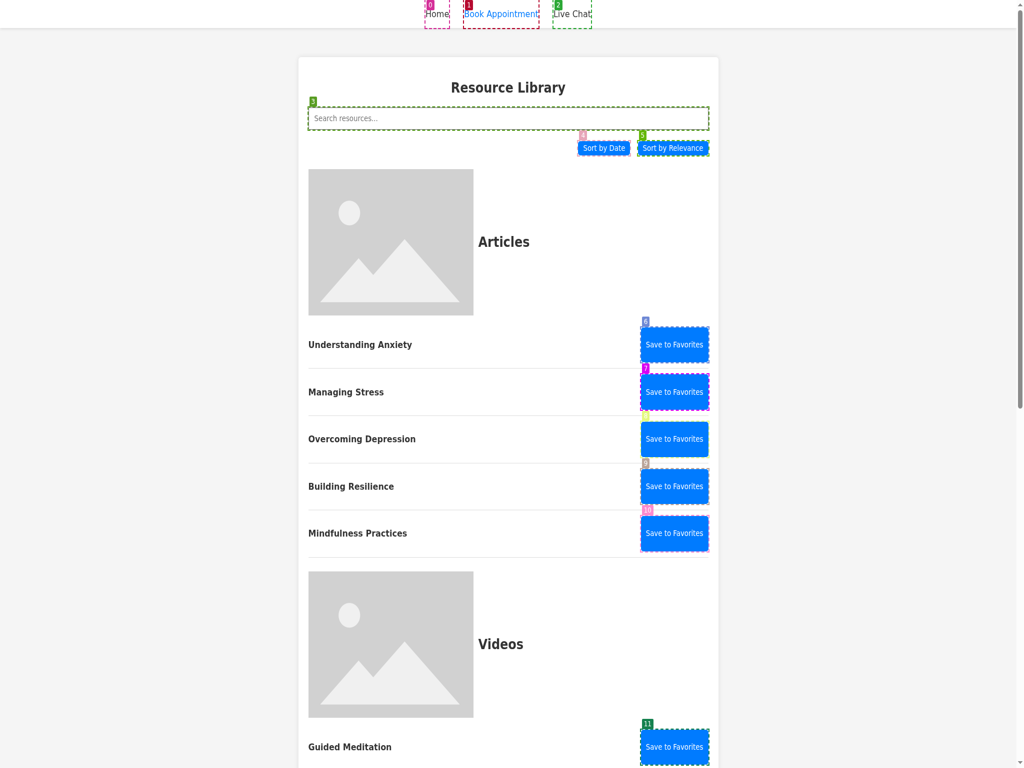 0 1 2
Home Book Appointment Live Chat
Resource Library
3
Search resources...
4 5
Sort by Date Sort by Relevance
Articles
6
Understanding Anxiety Save to Favorites
7
Managing Stress Save to Favorites
Overcoming Depression Save to Favorites
9
Building Resilience Save to Favorites
10
Mindfulness Practices Save to Favorites
Videos
11
Guided Meditation Save to Favorites